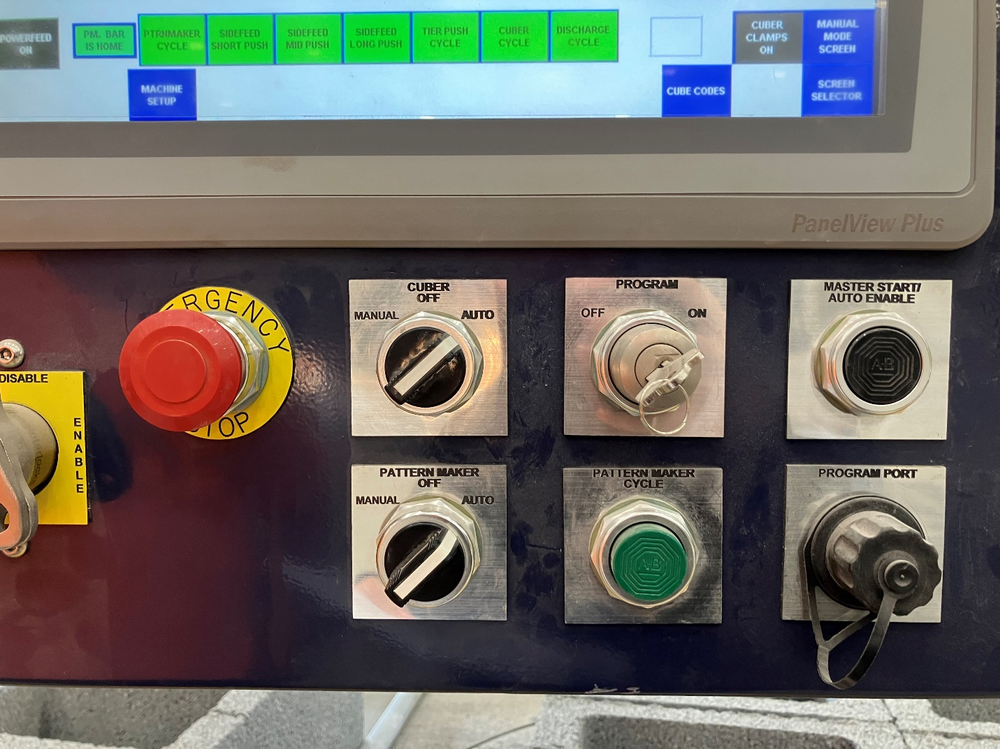 POWERFEED
ON
PM. BAR
IS HOME
PTRNMAKER
CYCLE
SIDEFEED
SHORT PUSH
SIDEFEED
MID PUSH
SIDEFEED
LONG PUSH
TIER PUSH
CYCLE
CUBER
CYCLE
DISCHARGE
CYCLE
CUBER
CLAMPS
ON
MANUAL
MODE
SCREEN
MACHINE
SETUP
CUBE CODES
SCREEN
SELECTOR
PanelView Plus
ERGENCY
STOP
DISABLE
ENABLE
CUBER
OFF
MANUAL
AUTO
PROGRAM
OFF
ON
MASTER START/
AUTO ENABLE
A-B
PATTERN MAKER
OFF
MANUAL
AUTO
PATTERN MAKER
CYCLE
A-B
PROGRAM PORT